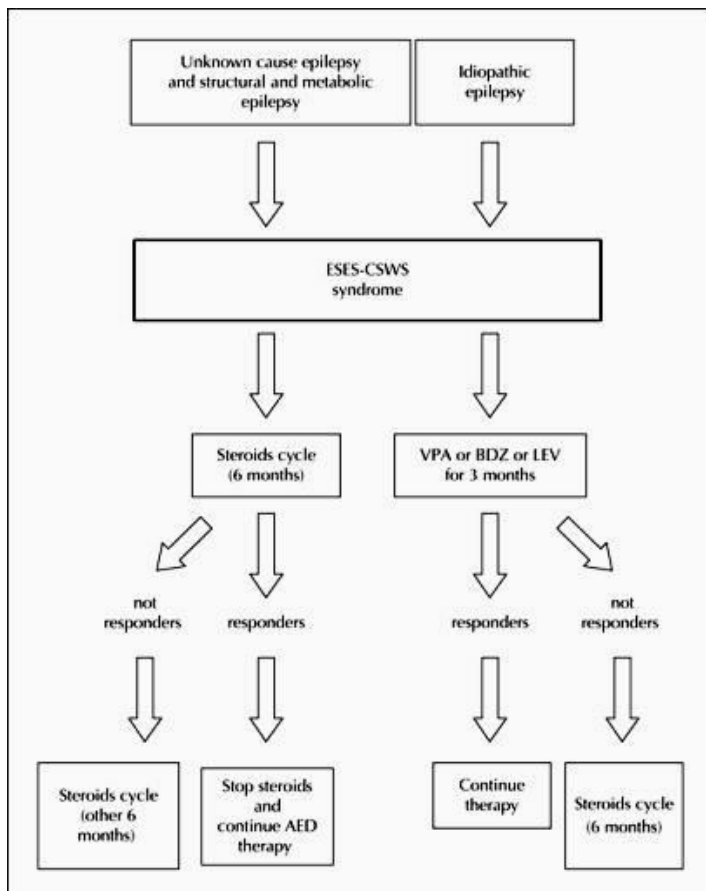 Unknown cause epilepsy
and structural and metabolic
epilepsy
Idiopathic
epilepsy
ESES-CSWS
syndrome
Steroids cycle
(6 months)
VPA or BDZ or LEV
for 3 months
not
responders
responders
responders
not
responders
Steroids cycle
(other 6
months)
Stop steroids
and
continue AED
therapy
Continue
therapy
Steroids cycle
(6 months)